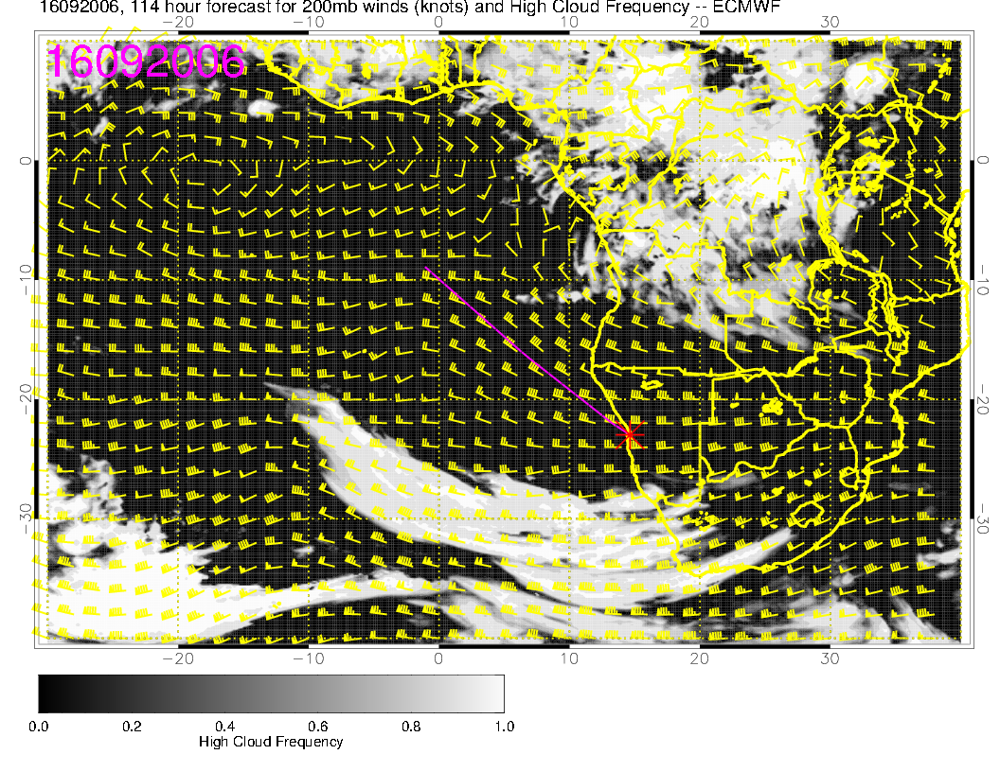 16092006, 114 hour forecast for 200mb winds (knots) and High Cloud Frequency -- ECMWF
−20 −10 0 10 20 30
16092006
0 0
−10 −10
−20 −20
−30 −30
−20 −10 0 10 20 30
0.0 0.2 0.4 0.6 0.8 1.0
High Cloud Frequency